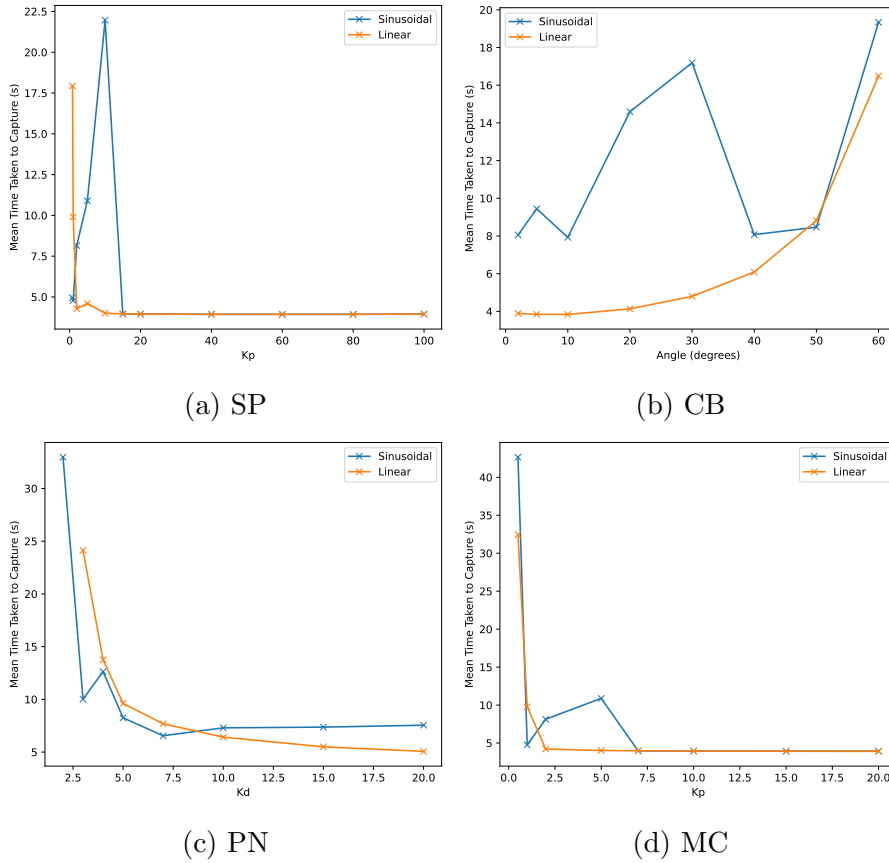 22.5
20.0
17.5
15.0
12.5
10.0
7.5
5.0
Mean Time Taken to Capture (s)
Sinusoidal
Linear
0 20 40 60 80 100
Kp
(a) SP
20
18
16
14
12
10
8
6
4
Mean Time Taken to Capture (s)
Sinusoidal
Linear
0 10 20 30 40 50 60
Angle (degrees)
(b) CB
30
25
20
15
10
5
Mean Time Taken to Capture (s)
Sinusoidal
Linear
2.5 5.0 7.5 10.0 12.5 15.0 17.5 20.0
Kd
(c) PN
40
35
30
25
20
15
10
5
Mean Time Taken to Capture (s)
Sinusoidal
Linear
0.0 2.5 5.0 7.5 10.0 12.5 15.0 17.5 20.0
Kp
(d) MC